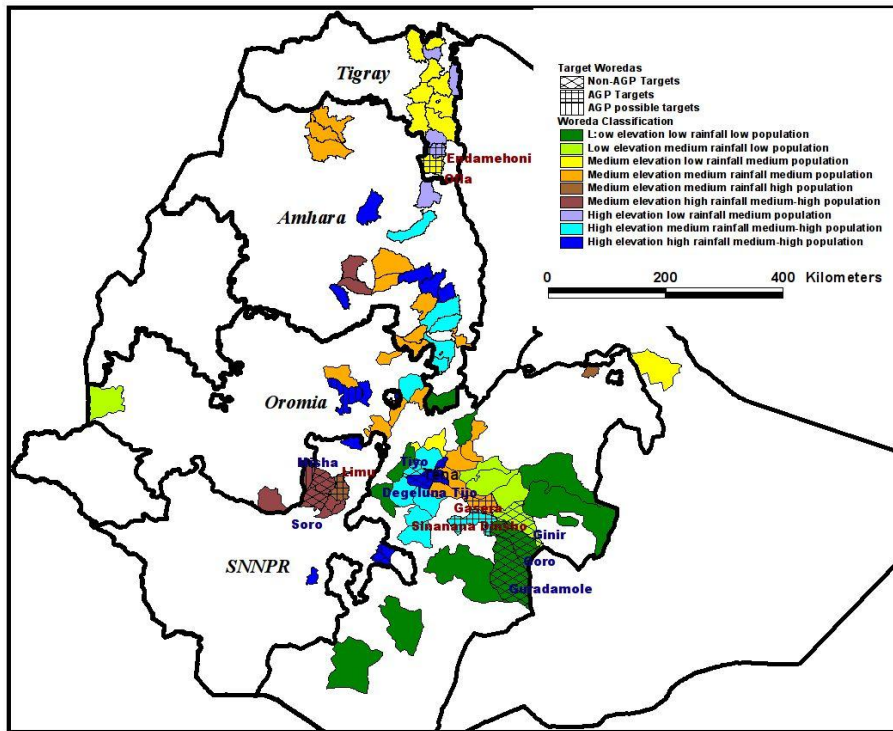 Tigray
Target Woredas
Non-AGP Targets
AGP Targets
AGP possible targets
Woreda Classification
L:ow elevation low rainfall low population
Low elevation medium rainfall low population
Medium elevation low rainfall medium population
Medium elevation medium rainfall medium population
Medium elevation medium rainfall high population
Medium elevation high rainfall medium-high population
High elevation low rainfall medium population
High elevation medium rainfall medium-high population
High elevation high rainfall medium-high population
0 200 400 Kilometers
Endamehoni
Ofla
Amhara
Oromia
Misha
Limu
Tiyo
Tena
Degeluna Tijo
Gasera
Soro
Sinanana Dinsho
Ginir
SNNPR
Goro
Guradamole